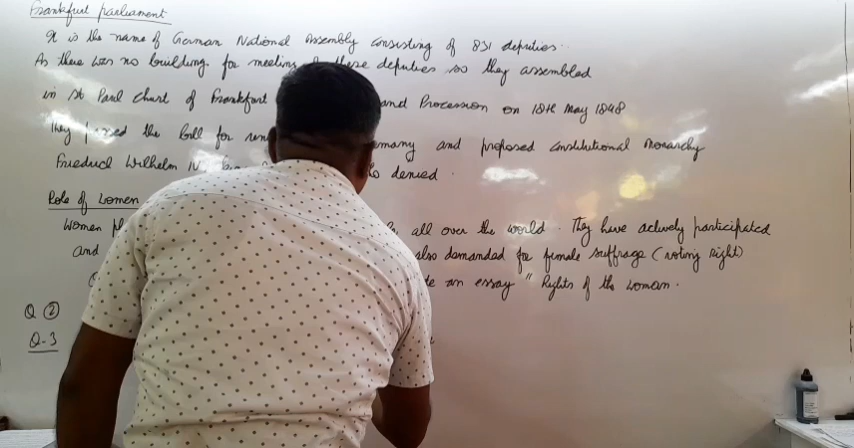 Frankfurt parliament
It is the name of German National Assembly consisting of 831 deputies.
As there was no building for meeting these deputies so they assembled
in St Paul Church of Frankfort and Procession on 18th May 1848
They passed the bill for and proposed constitutional Monarchy
Friedrich Wilhelm IV denied.
Role of women
Women all over the world. They have actively participated
and also demanded for female suffrage (voting right)
an essay "Rights of the woman.
Q ②
Q-3